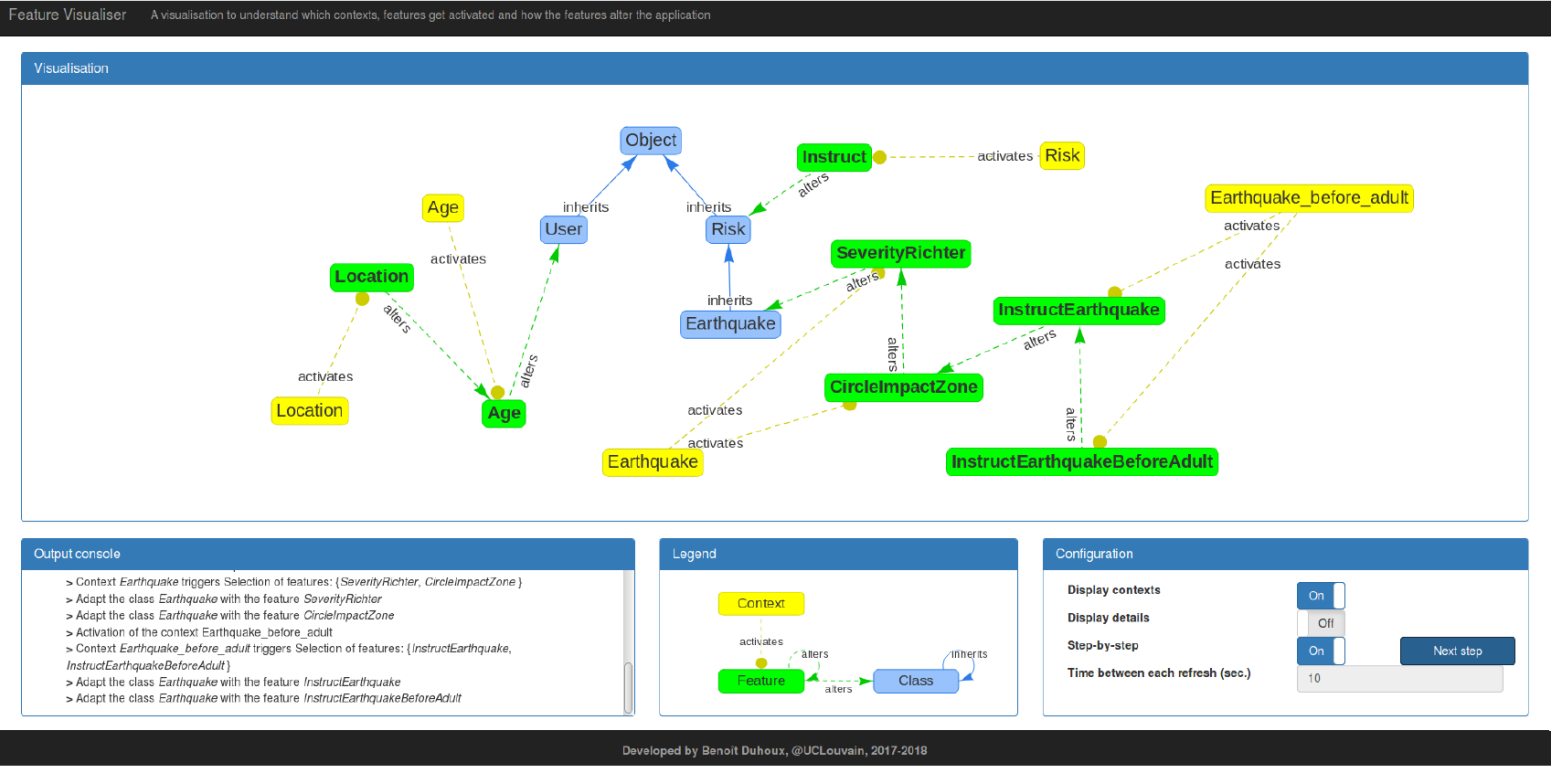 Feature Visualiser A visualisation to understand which contexts, features get activated and how the features alter the application
Visualisation
Object
Instruct
activates
Risk
alters
Earthquake_before_adult
Age
inherits
inherits
User
Risk
activates
SeverityRichter
activates
activates
Location
alters
inherits
InstructEarthquake
alters
Earthquake
alters
alters
activates
alters
CircleImpactZone
Location
Age
activates
alters
activates
Earthquake
InstructEarthquakeBeforeAdult
Output console
> Context Earthquake triggers Selection of features: {SeverityRichter, CircleImpactZone }
> Adapt the class Earthquake with the feature SeverityRichter
> Adapt the class Earthquake with the feature CircleImpactZone
> Activation of the context Earthquake_before_adult
> Context Earthquake_before_adult triggers Selection of features: {InstructEarthquake,
InstructEarthquakeBeforeAdult }
> Adapt the class Earthquake with the feature InstructEarthquake
> Adapt the class Earthquake with the feature InstructEarthquakeBeforeAdult
Legend
Context
activates
alters
inherits
Feature
alters
Class
Configuration
Display contexts On
Display details Off
Step-by-step On Next step
Time between each refresh (sec.) 10
Developed by Benoît Duhoux, @UCLouvain, 2017-2018